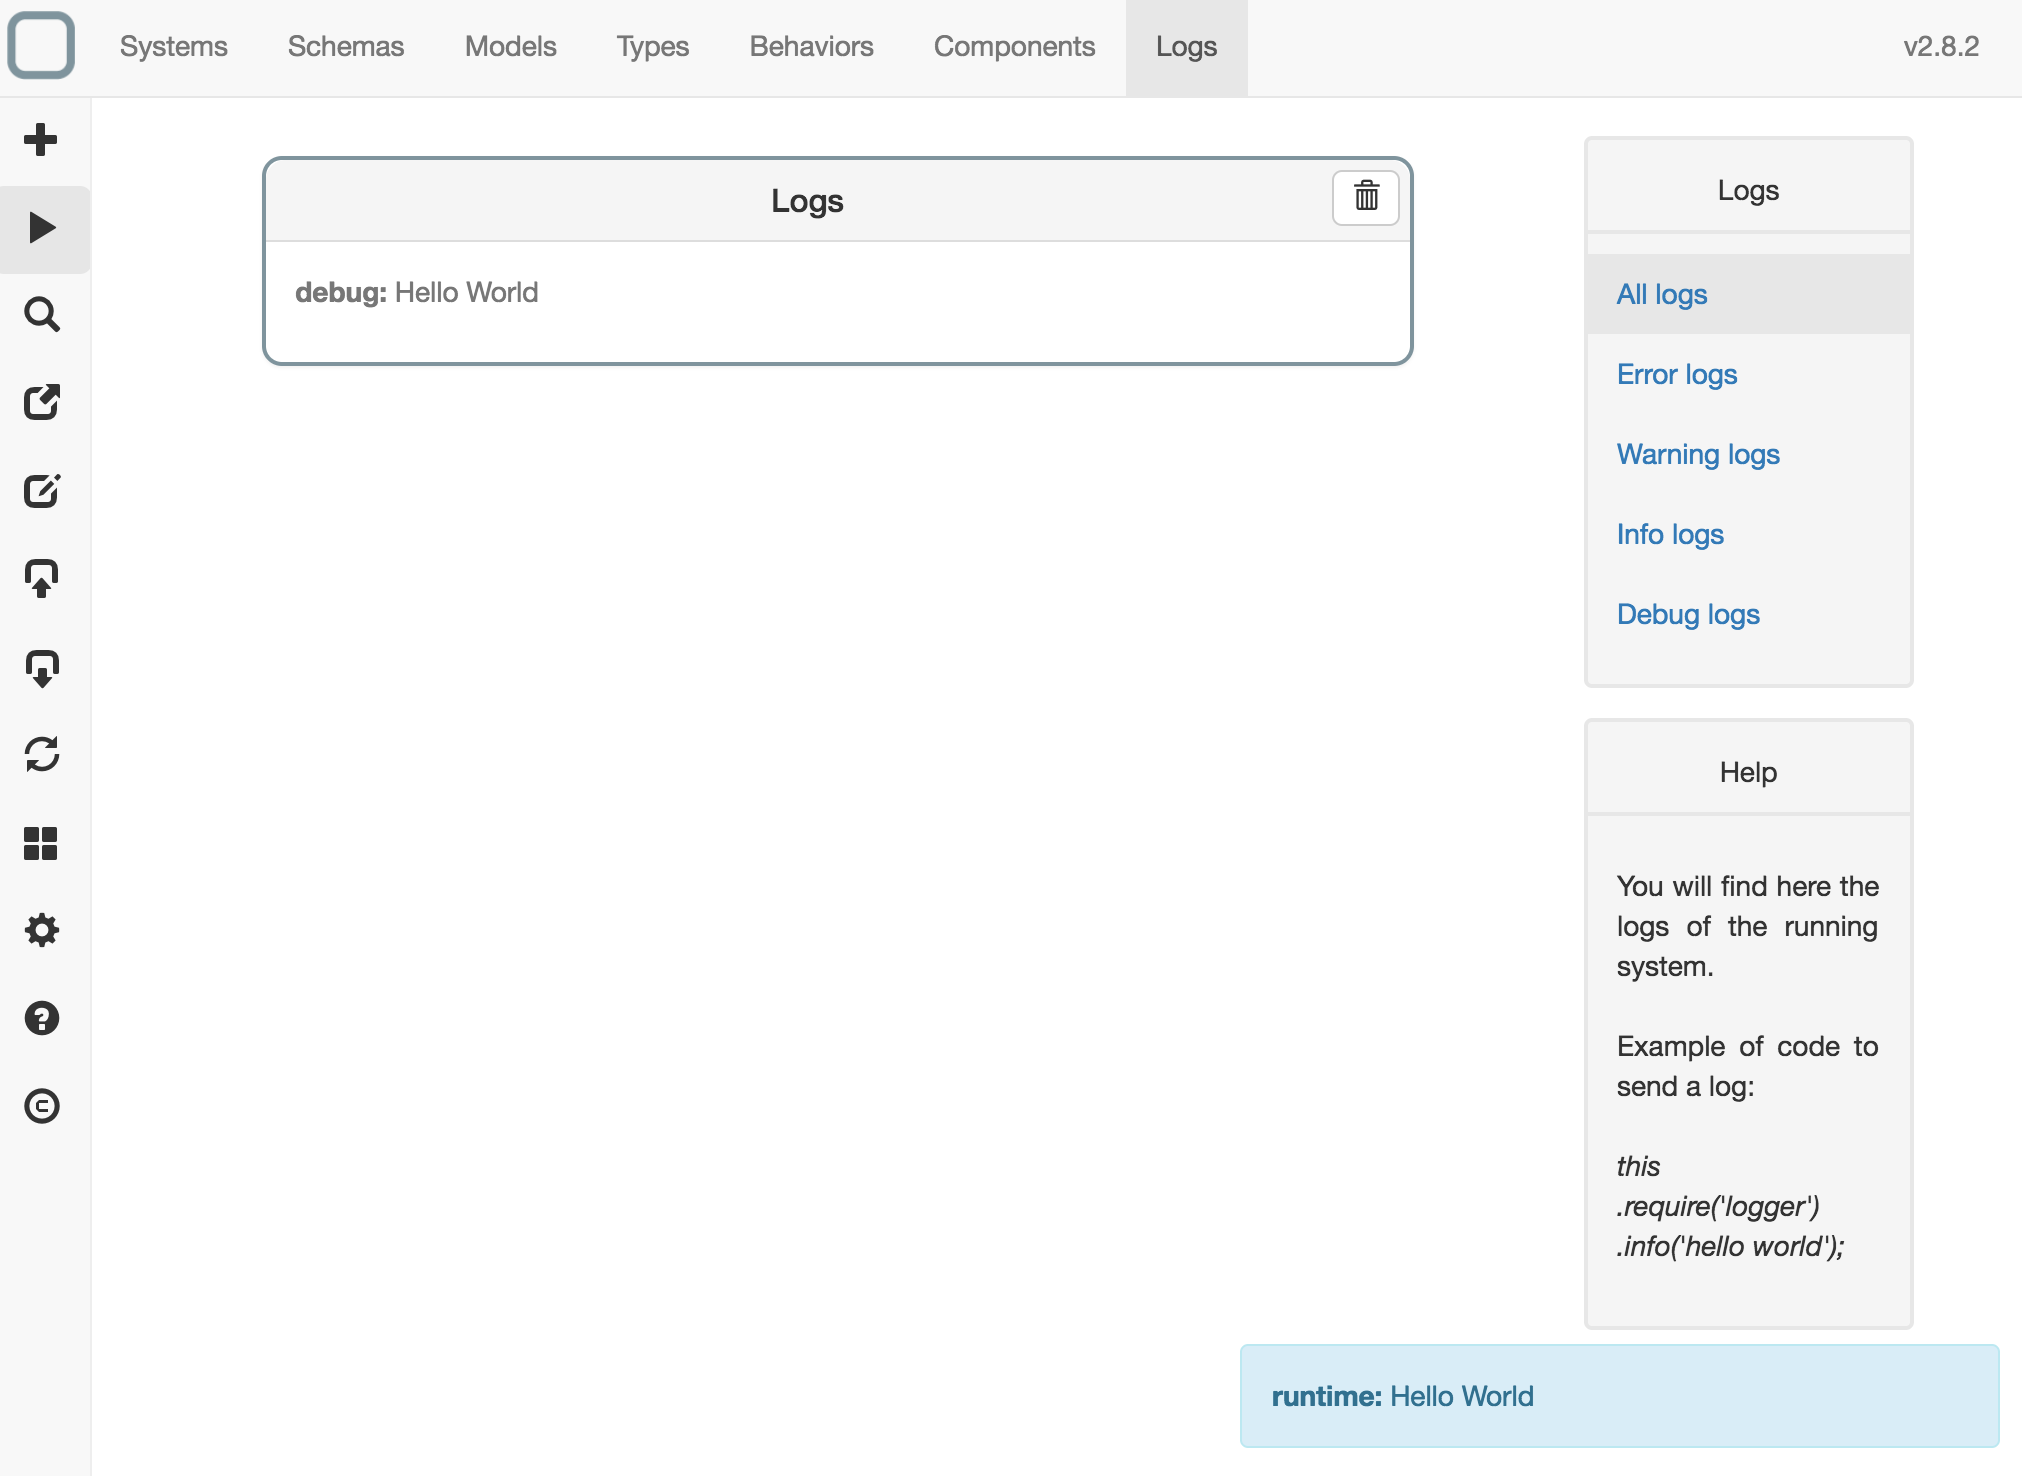 Systems Schemas Models Types Behaviors Components Logs v2.8.2
Logs
debug: Hello World
Logs
All logs
Error logs
Warning logs
Info logs
Debug logs
Help
You will find here the
logs of the running
system.
Example of code to
send a log:
this
.require('logger')
.info('hello world');
runtime: Hello World